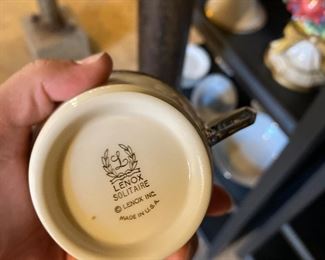 L
LENOX
SOLITAIRE
© LENOX INC.
MADE IN U.S.A.